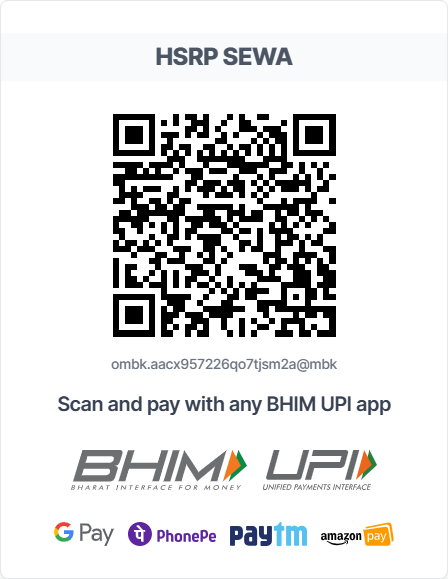 HSRP SEWA
ombk.aacx957226qo7tjsm2a@mbk
Scan and pay with any BHIM UPI app
BHIM UPI
BHARAT INTERFACE FOR MONEY UNIFIED PAYMENTS INTERFACE
G Pay PhonePe paytm amazon pay